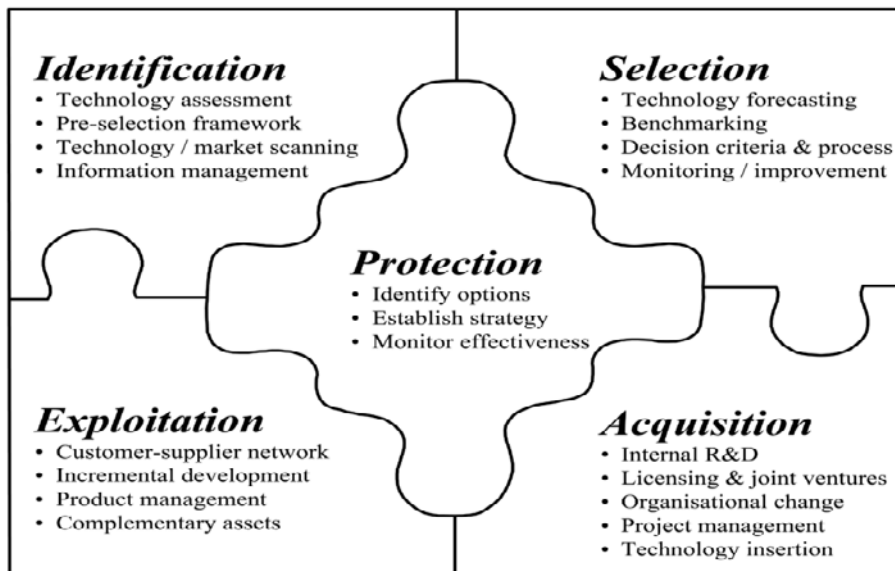 Identification
• Technology assessment
• Pre-selection framework
• Technology / market scanning
• Information management
Selection
• Technology forecasting
• Benchmarking
• Decision criteria & process
• Monitoring / improvement
Protection
• Identify options
• Establish strategy
• Monitor effectiveness
Exploitation
• Customer-supplier network
• Incremental development
• Product management
• Complementary assets
Acquisition
• Internal R&D
• Licensing & joint ventures
• Organisational change
• Project management
• Technology insertion